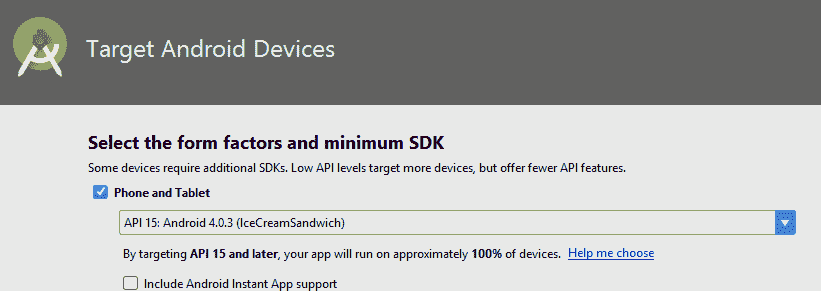 Target Android Devices
Select the form factors and minimum SDK
Some devices require additional SDKs. Low API levels target more devices, but offer fewer API features.
Phone and Tablet
API 15: Android 4.0.3 (IceCreamSandwich)
By targeting API 15 and later, your app will run on approximately 100% of devices. Help me choose
Include Android Instant App support